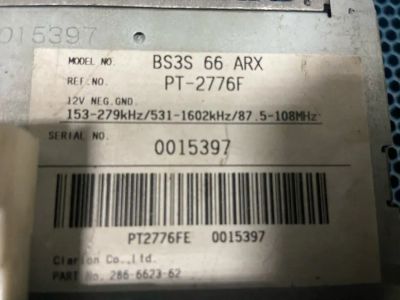 0015397
MODEL NO. BS3S 66 ARX
REF.NO. PT-2776F
12V NEG.GND.
153-279kHz/531-1602kHz/87.5-108MHz
SERIAL NO. 0015397
PT2776FE 0015397
Clarion Co.,Ltd.
PART No. 286-6623-62